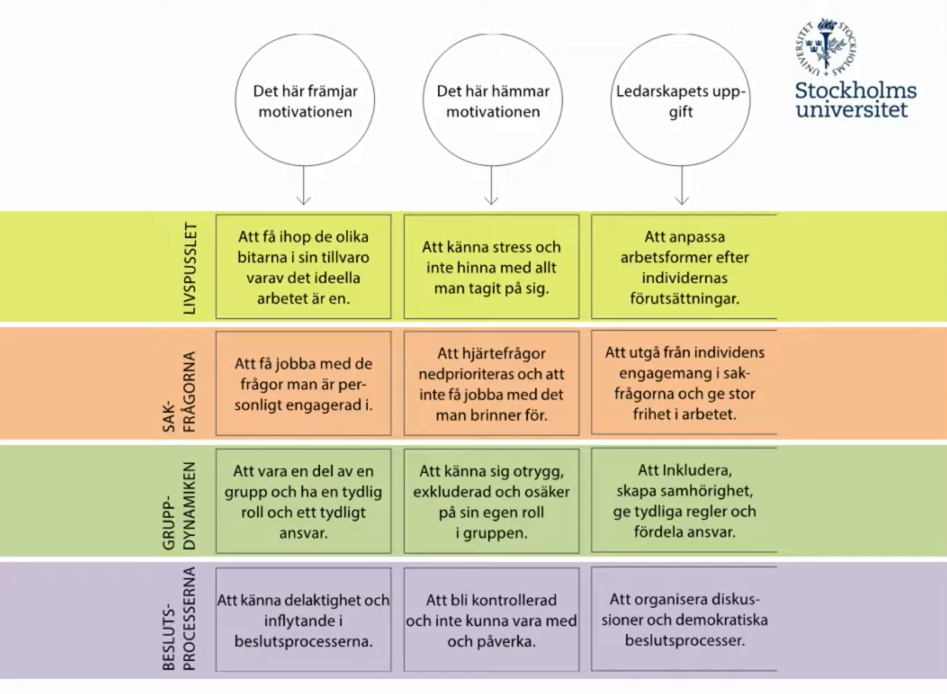 Det här främjar
motivationen
Det här hämmar
motivationen
Ledarskapets upp-
gift
STOCKHOLMS UNIVERSITET
Stockholms
universitet
LIVSPUSSLET
Att få ihop de olika
bitarna i sin tillvaro
varav det ideella
arbetet är en.
Att känna stress och
inte hinna med allt
man tagit på sig.
Att anpassa
arbetsformer efter
individernas
förutsättningar.
SAK-
FRÅGORNA
Att få jobba med de
frågor man är per-
sonligt engagerad i.
Att hjärtefrågor
nedprioriteras och att
inte få jobba med det
man brinner för.
Att utgå från individens
engagemang i sak-
frågorna och ge stor
frihet i arbetet.
GRUPP-
DYNAMIKEN
Att vara en del av en
grupp och ha en tydlig
roll och ett tydligt
ansvar.
Att känna sig otrygg,
exkluderad och osäker
på sin egen roll
i gruppen.
Att Inkludera,
skapa samhörighet,
ge tydliga regler och
fördela ansvar.
BESLUTS-
PROCESSERNA
Att känna delaktighet och
inflytande i
beslutsprocesserna.
Att bli kontrollerad
och inte kunna vara med
och påverka.
Att organisera diskus-
sioner och demokratiska
beslutsprocesser.